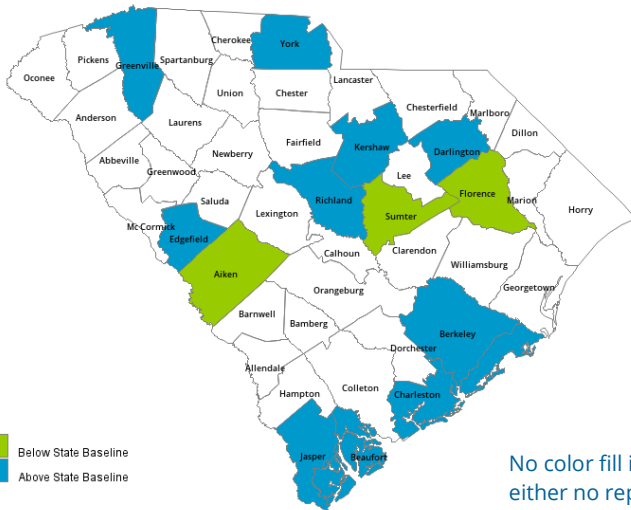 Cherokee
York
Greenville
Pickens
Spartanburg
Oconee
Lancaster
Union
Chester
Chesterfield
Marlboro
Anderson
Laurens
Dillon
Fairfield
Kershaw
Darlington
Newberry
Abbeville
Greenwood
Lee
Florence
Marion
Saluda
Richland
Horry
Lexington
Sumter
McCormick
Edgefield
Calhoun
Clarendon
Aiken
Williamsburg
Orangeburg
Georgetown
Barnwell
Bamberg
Berkeley
Dorchester
Allendale
Colleton
Hampton
Charleston
Below State Baseline
Jasper
Beaufort
Above State Baseline
No color fill i
either no rep